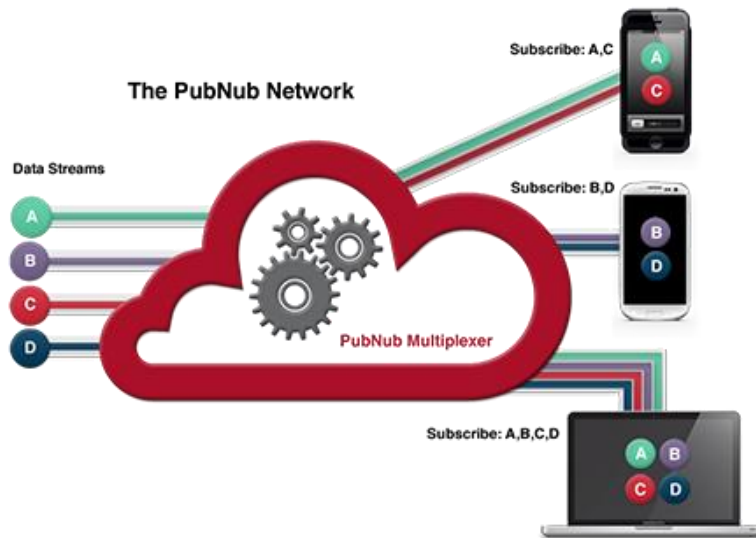 The PubNub Network
Data Streams
A
B
C
D
PubNub Multiplexer
Subscribe: A,C
A
C
Subscribe: B,D
B
D
Subscribe: A,B,C,D
A B
C D